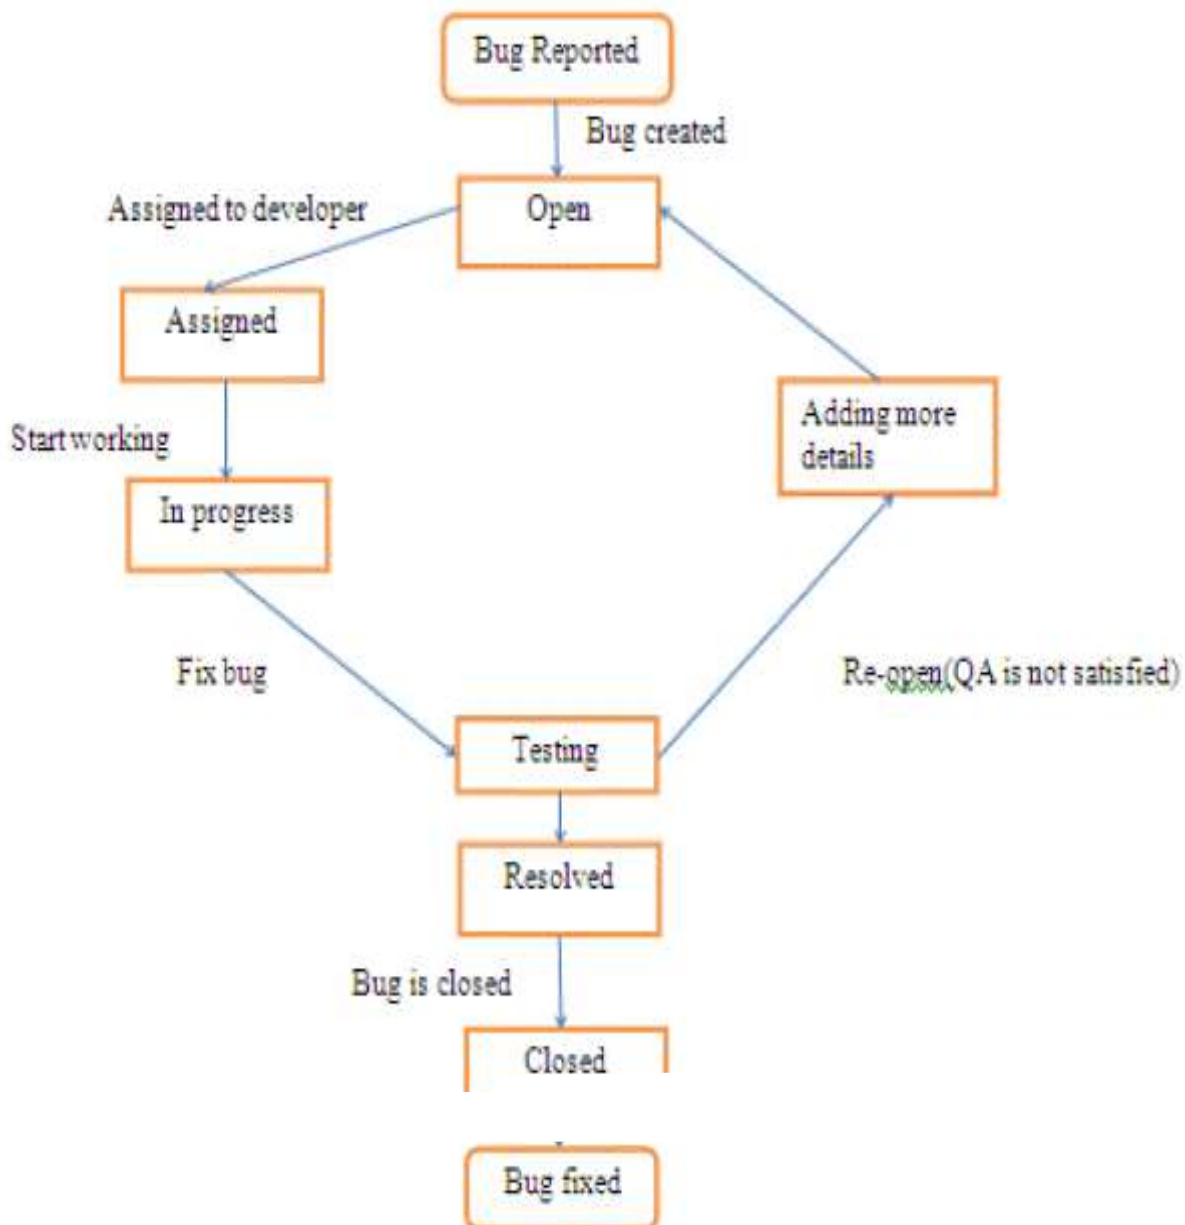 Bug Reported
Bug created
Open
Assigned to developer
Assigned
Adding more
details
Start working
In progress
Fix bug
Re-open(QA is not satisfied)
Testing
Resolved
Bug is closed
Closed
Bug fixed